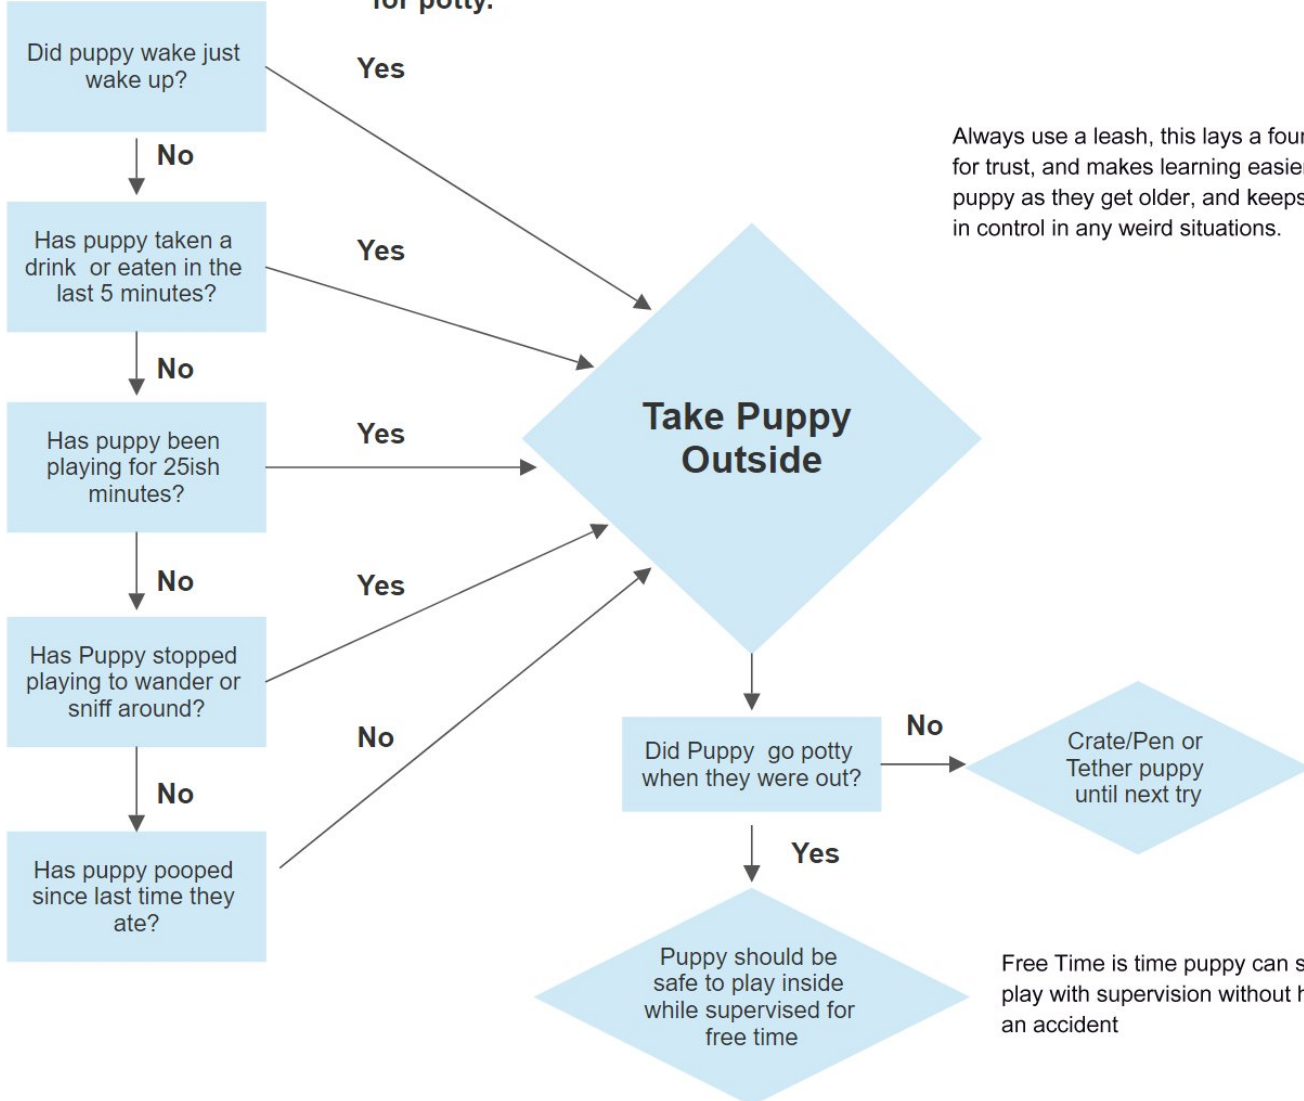 for potty.
Did puppy wake just
wake up?
Yes
No
Always use a leash, this lays a four
for trust, and makes learning easier
puppy as they get older, and keeps
in control in any weird situations.
Has puppy taken a
drink or eaten in the
last 5 minutes?
Yes
No
Has puppy been
playing for 25ish
minutes?
Yes
No
Has Puppy stopped
playing to wander or
sniff around?
Yes
No
Has puppy pooped
since last time they
ate?
No
Take Puppy
Outside
Did Puppy go potty
when they were out?
No
Crate/Pen or
Tether puppy
until next try
Yes
Puppy should be
safe to play inside
while supervised for
free time
Free Time is time puppy can s
play with supervision without h
an accident